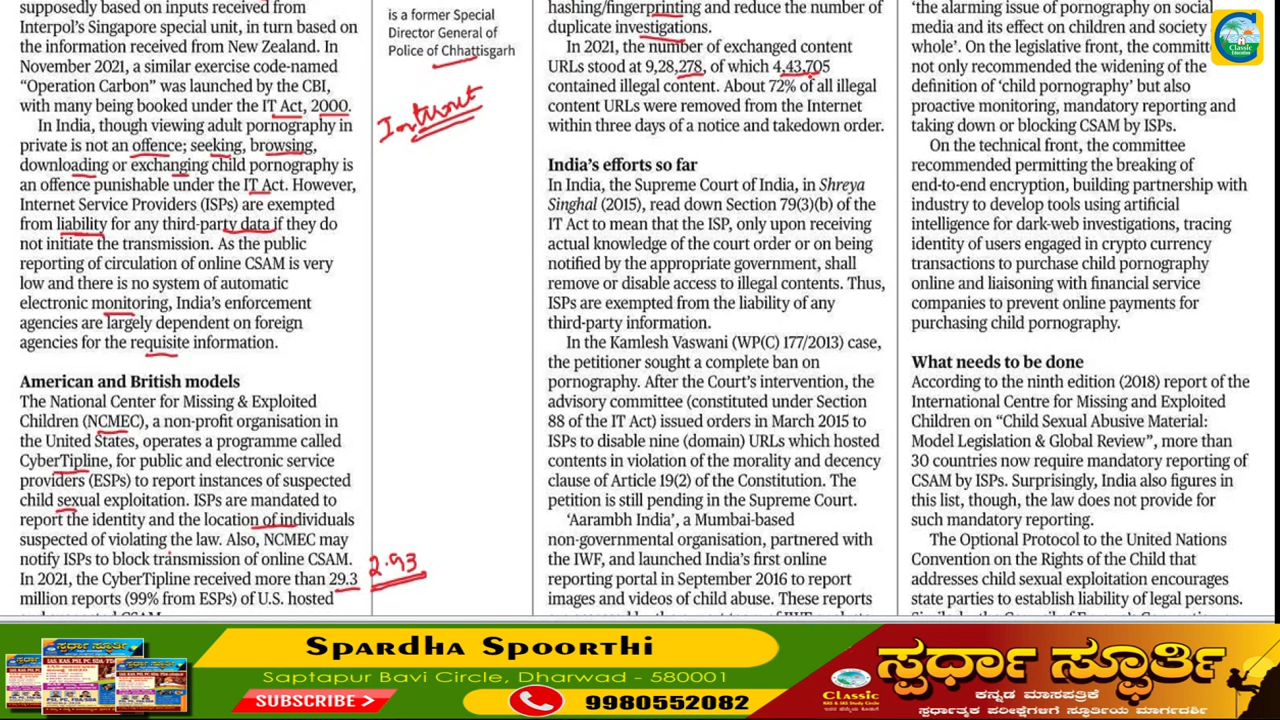 supposedly based on inputs received from
Interpol's Singapore special unit, in turn based on
the information received from New Zealand. In
November 2021, a similar exercise code-named
“Operation Carbon” was launched by the CBI,
with many being booked under the IT Act, 2000.
In India, though viewing adult pornography in
private is not an offence; seeking, browsing,
downloading or exchanging child pornography is
an offence punishable under the IT Act. However,
Internet Service Providers (ISPs) are exempted
from liability for any third-party data if they do
not initiate the transmission. As the public
reporting of circulation of online CSAM is very
low and there is no system of automatic
electronic monitoring, India's enforcement
agencies are largely dependent on foreign
agencies for the requisite information.
American and British models
The National Center for Missing & Exploited
Children (NCMEC), a non-profit organisation in
the United States, operates a programme called
CyberTipline, for public and electronic service
providers (ESPs) to report instances of suspected
child sexual exploitation. ISPs are mandated to
report the identity and the location of individuals
suspected of violating the law. Also, NCMEC may
notify ISPs to block transmission of online CSAM.
In 2021, the CyberTipline received more than 29.3
million reports (99% from ESPs) of U.S. hosted
is a former Special
Director General of
Police of Chhattisgarh
2.93
hashing/fingerprinting and reduce the number of
duplicate investigations.
In 2021, the number of exchanged content
URLs stood at 9,28,278, of which 4,43,705
contained illegal content. About 72% of all illegal
content URLs were removed from the Internet
within three days of a notice and takedown order.
India's efforts so far
In India, the Supreme Court of India, in Shreya
Singhal (2015), read down Section 79(3)(b) of the
IT Act to mean that the ISP, only upon receiving
actual knowledge of the court order or on being
notified by the appropriate government, shall
remove or disable access to illegal contents. Thus,
ISPs are exempted from the liability of any
third-party information.
In the Kamlesh Vaswani (WP(C) 177/2013) case,
the petitioner sought a complete ban on
pornography. After the Court's intervention, the
advisory committee (constituted under Section
88 of the IT Act) issued orders in March 2015 to
ISPs to disable nine (domain) URLs which hosted
contents in violation of the morality and decency
clause of Article 19(2) of the Constitution. The
petition is still pending in the Supreme Court.
‘Aarambh India’, a Mumbai-based
non-governmental organisation, partnered with
the IWF, and launched India's first online
reporting portal in September 2016 to report
images and videos of child abuse. These reports
‘the alarming issue of pornography on social
media and its effect on children and society
whole’. On the legislative front, the committ
not only recommended the widening of the
definition of ‘child pornography’ but also
proactive monitoring, mandatory reporting and
taking down or blocking CSAM by ISPs.
On the technical front, the committee
recommended permitting the breaking of
end-to-end encryption, building partnership with
industry to develop tools using artificial
intelligence for dark-web investigations, tracing
identity of users engaged in crypto currency
transactions to purchase child pornography
online and liaisoning with financial service
companies to prevent online payments for
purchasing child pornography.
What needs to be done
According to the ninth edition (2018) report of the
International Centre for Missing and Exploited
Children on “Child Sexual Abusive Material:
Model Legislation & Global Review”, more than
30 countries now require mandatory reporting of
CSAM by ISPs. Surprisingly, India also figures in
this list, though, the law does not provide for
such mandatory reporting.
The Optional Protocol to the United Nations
Convention on the Rights of the Child that
addresses child sexual exploitation encourages
state parties to establish liability of legal persons.
Classic
Education
Spardha Spoorthi
Saptapur Bavi Circle, Dharwad - 580001
SUBSCRIBE
9980552082
Classic
ಸ್ಪರ್ಧಾ ಸ್ಫೂರ್ತಿ
ಕನ್ನಡ ಮಾಸಪತ್ರಿಕೆ
ಸ್ಪರ್ಧಾತ್ಮಕ ಪರೀಕ್ಷೆಗಳಿಗೆ ಸ್ಫೂರ್ತಿಯ ಮಾರ್ಗದರ್ಶಿ